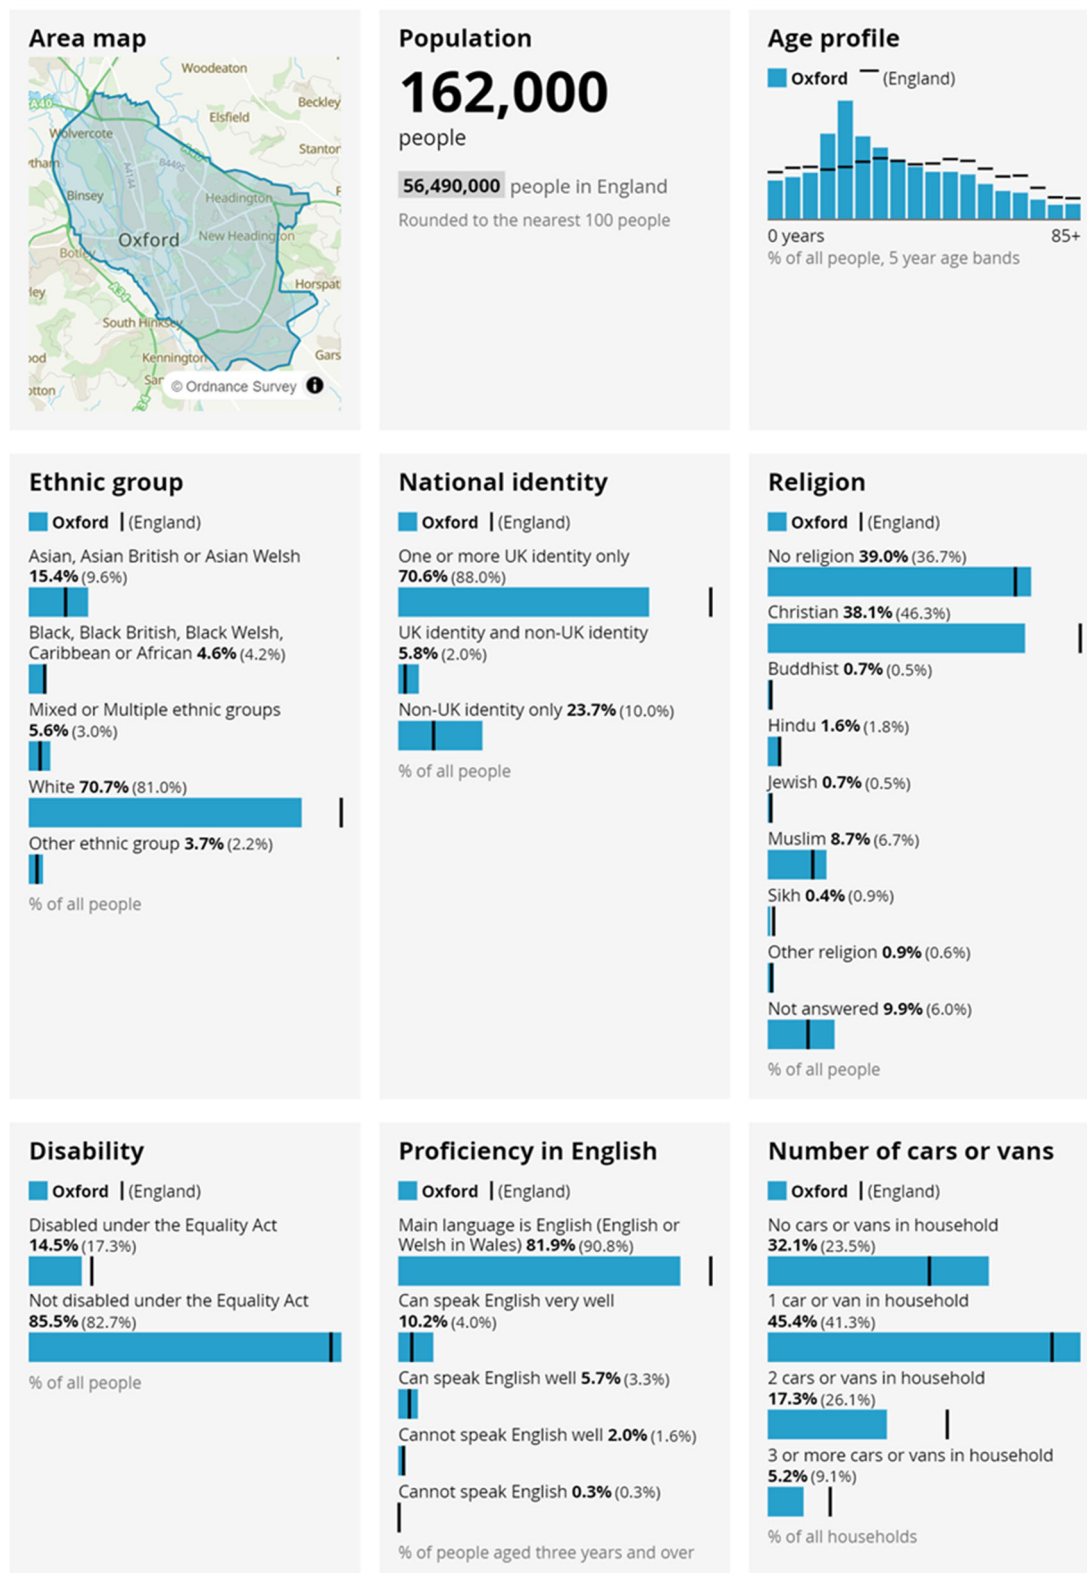 Area map
Woodeaton
Beckley
A40
Elsfield
Wolvercote
Stanton
A40
B4495
A4144
Binsey
Headington
Oxford
New Headington
Botley
A34
Horspat
South Hinksey
Kennington
Gars
© Ordnance Survey
Population
162,000
people
56,490,000 people in England
Rounded to the nearest 100 people
Age profile
Oxford (England)
0 years 85+
% of all people, 5 year age bands
Ethnic group
Oxford (England)
Asian, Asian British or Asian Welsh
15.4% (9.6%)
Black, Black British, Black Welsh,
Caribbean or African 4.6% (4.2%)
Mixed or Multiple ethnic groups
5.6% (3.0%)
White 70.7% (81.0%)
Other ethnic group 3.7% (2.2%)
% of all people
National identity
Oxford (England)
One or more UK identity only
70.6% (88.0%)
UK identity and non-UK identity
5.8% (2.0%)
Non-UK identity only 23.7% (10.0%)
% of all people
Religion
Oxford (England)
No religion 39.0% (36.7%)
Christian 38.1% (46.3%)
Buddhist 0.7% (0.5%)
Hindu 1.6% (1.8%)
Jewish 0.7% (0.5%)
Muslim 8.7% (6.7%)
Sikh 0.4% (0.9%)
Other religion 0.9% (0.6%)
Not answered 9.9% (6.0%)
% of all people
Disability
Oxford (England)
Disabled under the Equality Act
14.5% (17.3%)
Not disabled under the Equality Act
85.5% (82.7%)
% of all people
Proficiency in English
Oxford (England)
Main language is English (English or
Welsh in Wales) 81.9% (90.8%)
Can speak English very well
10.2% (4.0%)
Can speak English well 5.7% (3.3%)
Cannot speak English well 2.0% (1.6%)
Cannot speak English 0.3% (0.3%)
% of people aged three years and over
Number of cars or vans
Oxford (England)
No cars or vans in household
32.1% (23.5%)
1 car or van in household
45.4% (41.3%)
2 cars or vans in household
17.3% (26.1%)
3 or more cars or vans in household
5.2% (9.1%)
% of all households